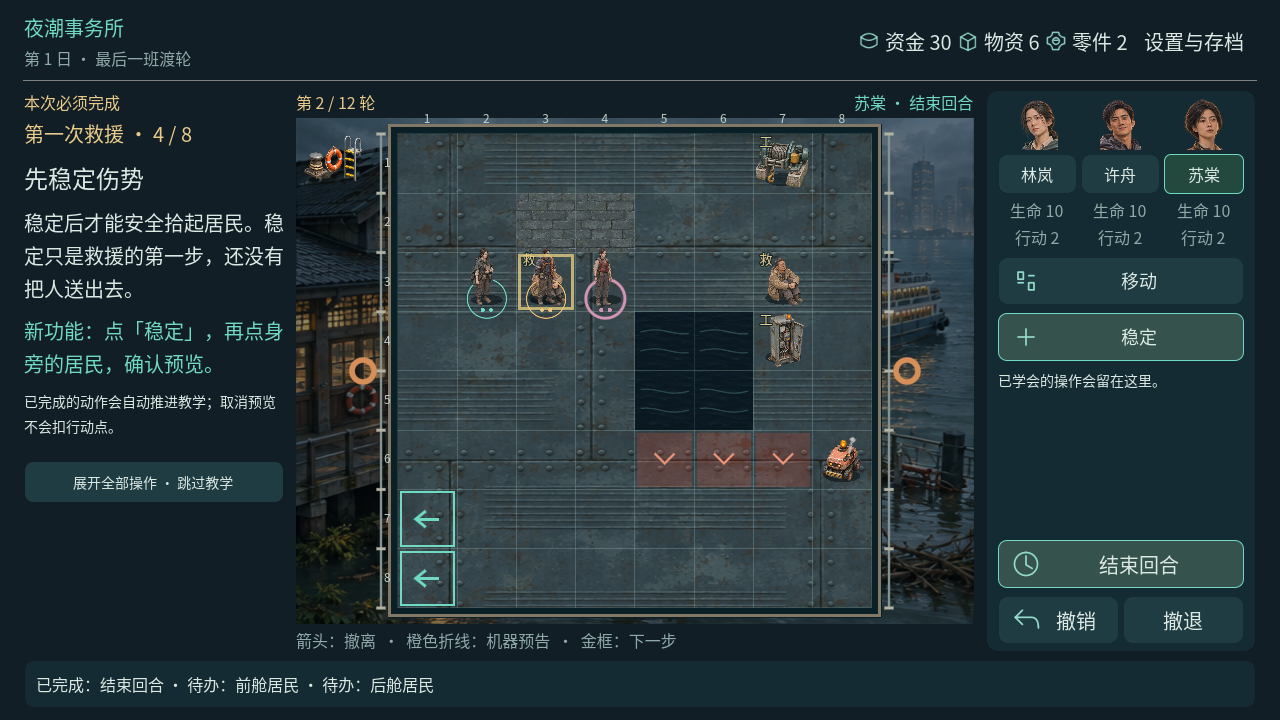 夜潮事务所
第 1 日 · 最后一班渡轮
资金 30 物资 6 零件 2 设置与存档
本次必须完成
第一次救援 · 4 / 8
先稳定伤势
稳定后才能安全拾起居民。稳
定只是救援的第一步，还没有
把人送出去。
新功能：点「稳定」，再点身
旁的居民，确认预览。
已完成的动作会自动推进教学；取消预览
不会扣行动点。
展开全部操作 · 跳过教学
第 2 / 12 轮
苏棠 · 结束回合
1 2 3 4 5 6 7 8
1
工
2
3
救
救
4
工
5
6
7
8
箭头：撤离 · 橙色折线：机器预告 · 金框：下一步
林岚 许舟 苏棠
生命 10 生命 10 生命 10
行动 2 行动 2 行动 2
移动
稳定
已学会的操作会留在这里。
结束回合
撤销 撤退
已完成：结束回合 · 待办：前舱居民 · 待办：后舱居民